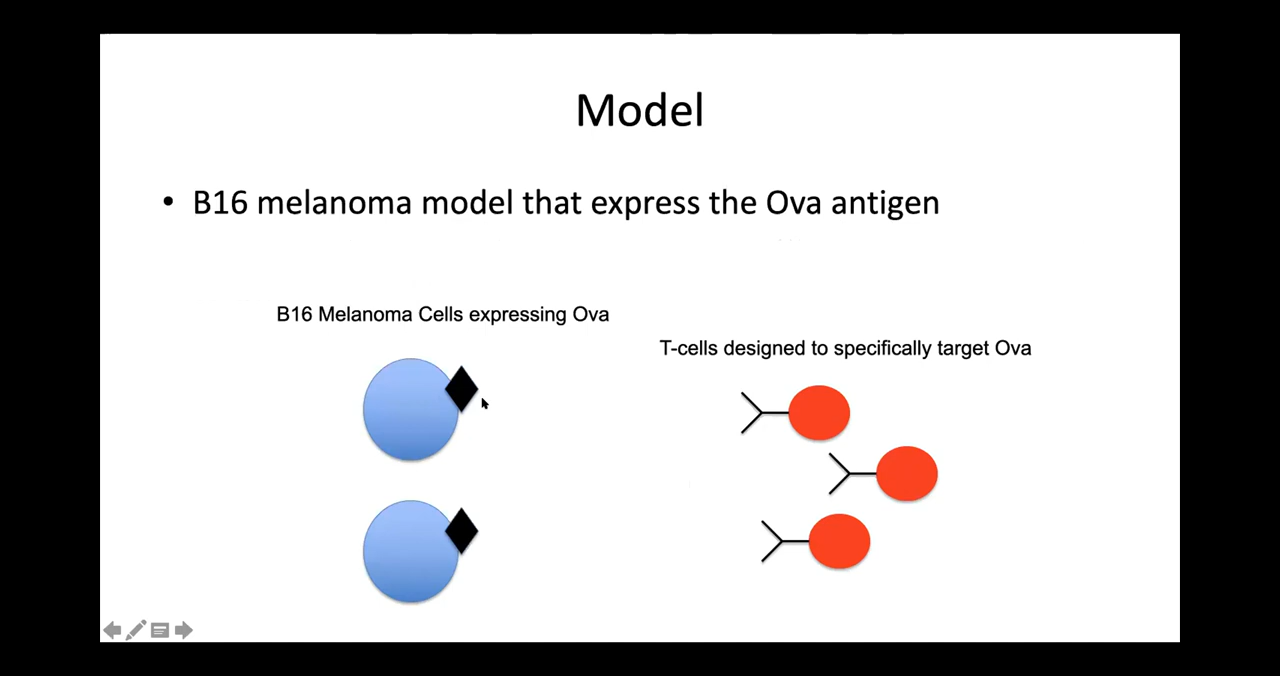 Model
• B16 melanoma model that express the Ova antigen
B16 Melanoma Cells expressing Ova
T-cells designed to specifically target Ova